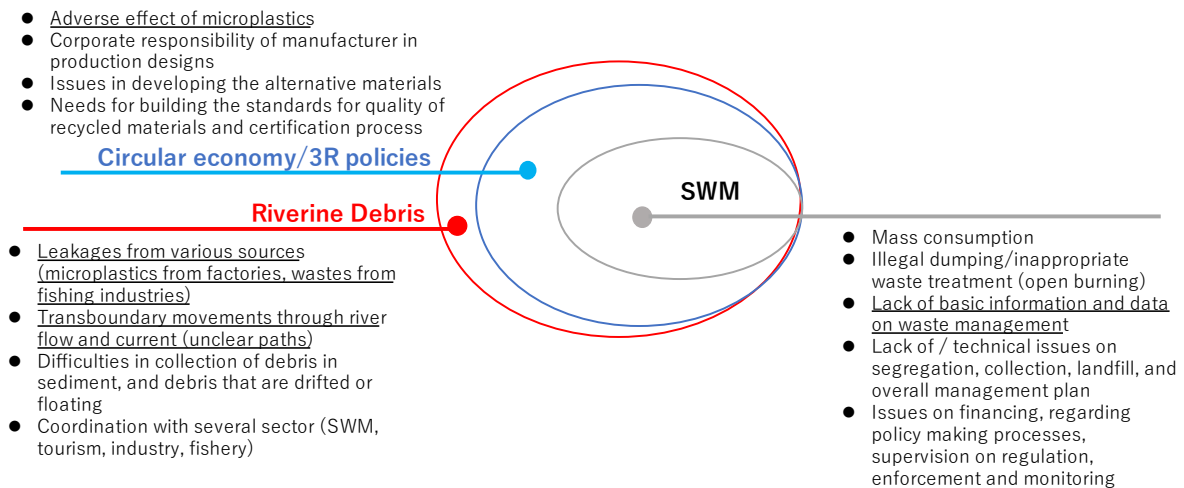 ● Adverse effect of microplastics
● Corporate responsibility of manufacturer in
production designs
● Issues in developing the alternative materials
● Needs for building the standards for quality of
recycled materials and certification process
Circular economy/3R policies
Riverine Debris
● Leakages from various sources
(microplastics from factories, wastes from
fishing industries)
● Transboundary movements through river
flow and current (unclear paths)
● Difficulties in collection of debris in
sediment, and debris that are drifted or
floating
● Coordination with several sector (SWM,
tourism, industry, fishery)
SWM
● Mass consumption
● Illegal dumping/inappropriate
waste treatment (open burning)
● Lack of basic information and data
on waste management
● Lack of / technical issues on
segregation, collection, landfill, and
overall management plan
● Issues on financing, regarding
policy making processes,
supervision on regulation,
enforcement and monitoring